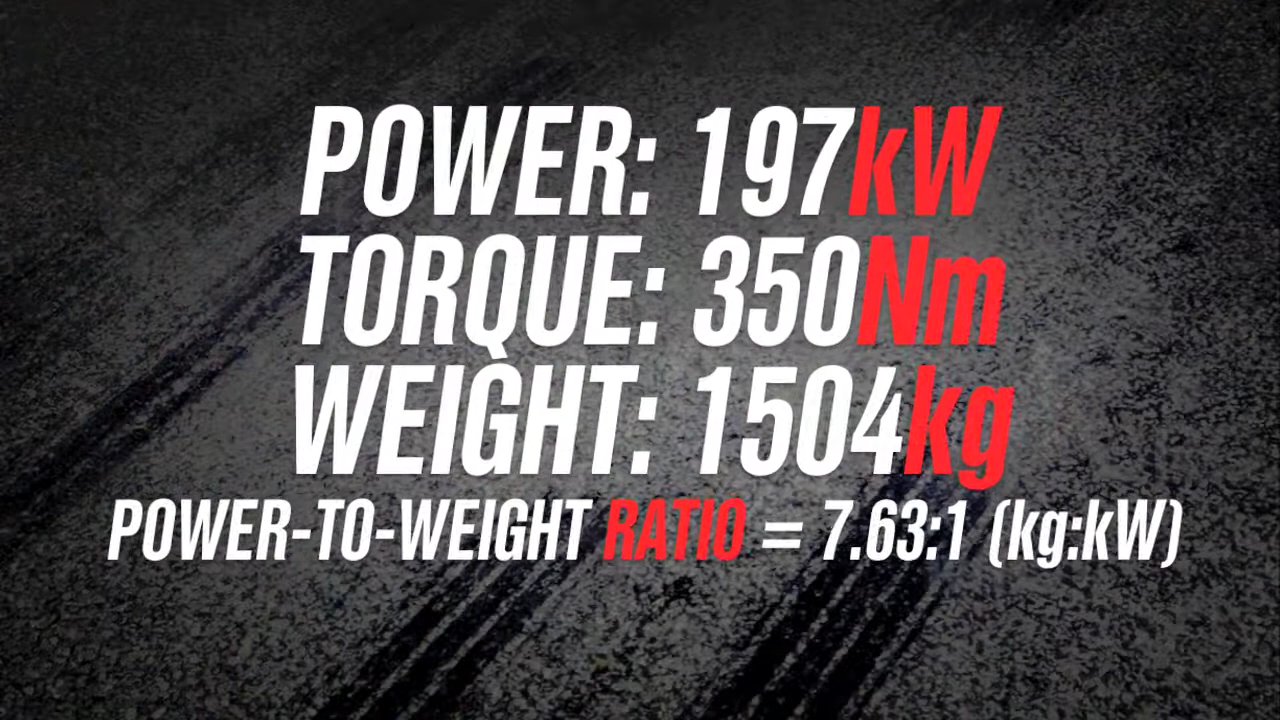 POWER: 197kW
TORQUE: 350Nm
WEIGHT: 1504kg
POWER-TO-WEIGHT RATIO = 7.63:1 (kg:kW)